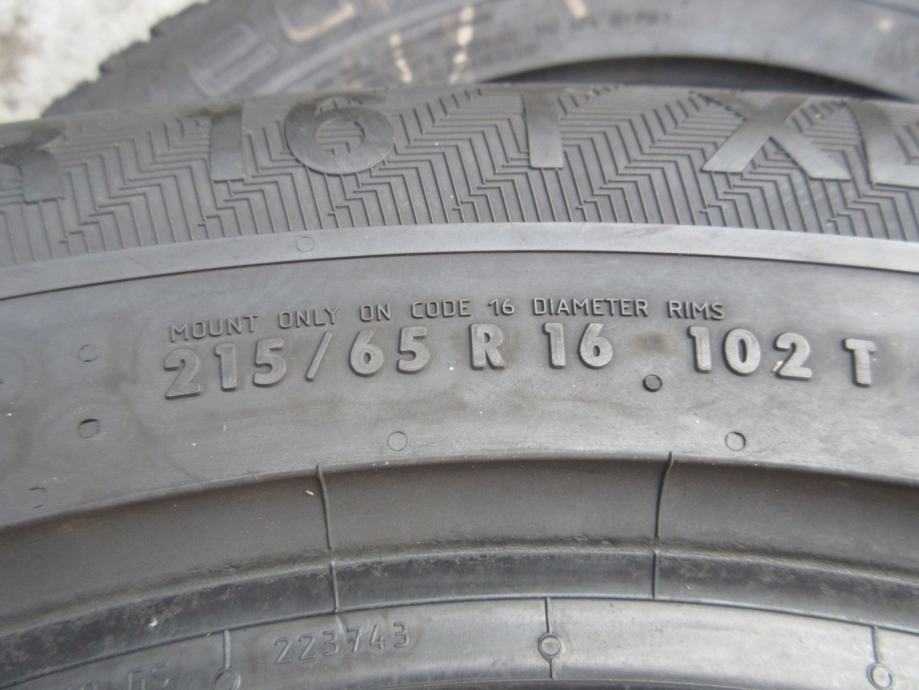 R 16 T XL
MOUNT ONLY ON CODE 16 DIAMETER RIMS
215/65 R 16 102 T
223743